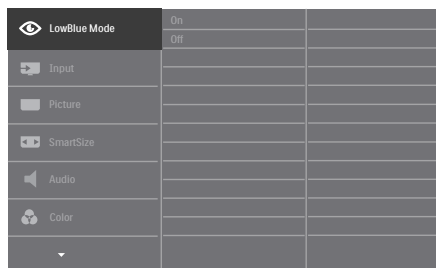 LowBlue Mode
On
Off
Input
Picture
SmartSize
Audio
Color